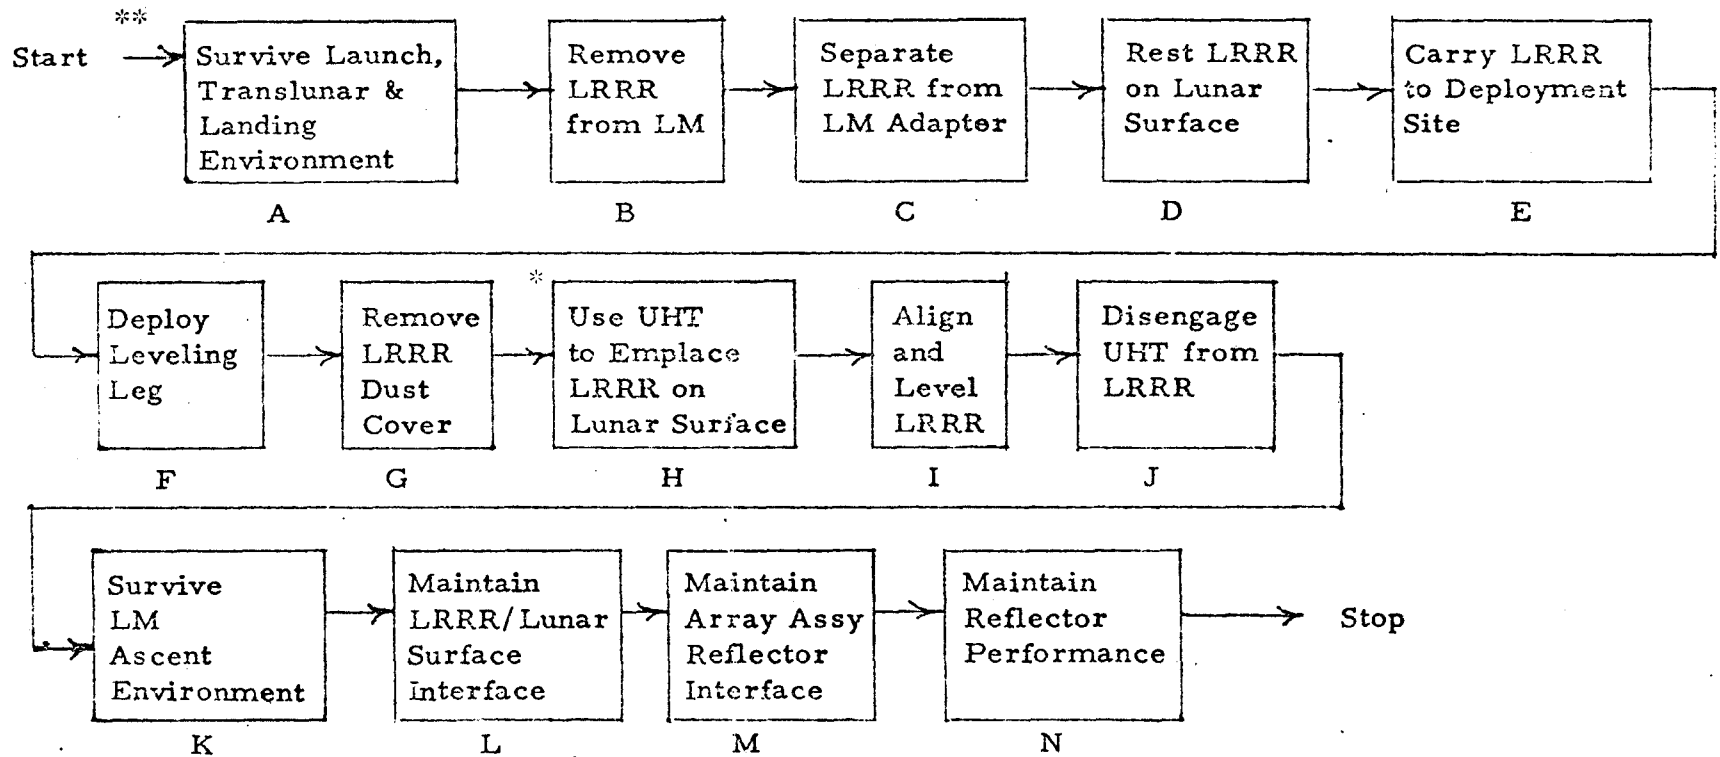 **
Start
Survive Launch,
Translunar &
Landing
Environment
A
Remove
LRRR
from LM
B
Separate
LRRR from
LM Adapter
C
Rest LRRR
on Lunar
Surface
D
Carry LRRR
to Deployment
Site
E
Deploy
Leveling
Leg
F
Remove
LRRR
Dust
Cover
G
*
Use UHT
to Emplace
LRRR on
Lunar Surface
H
Align
and
Level
LRRR
I
Disengage
UHT from
LRRR
J
Survive
LM
Ascent
Environment
K
Maintain
LRRR/Lunar
Surface
Interface
L
Maintain
Array Assy
Reflector
Interface
M
Maintain
Reflector
Performance
N
Stop